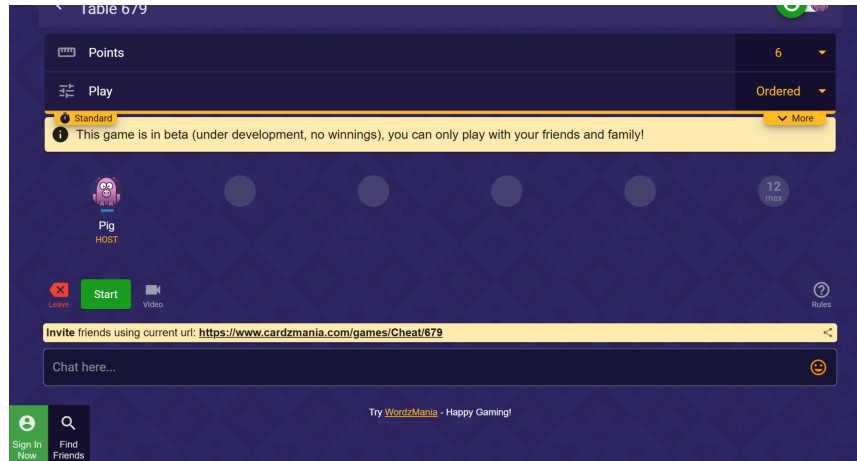 Table 679
Points 6
Play Ordered
Standard
More
This game is in beta (under development, no winnings), you can only play with your friends and family!
12
max
Pig
HOST
Leave
Start
Video
Rules
Invite friends using current url: https://www.cardzmania.com/games/Cheat/679
Chat here...
Try WordzMania - Happy Gaming!
Sign In
Now
Find
Friends